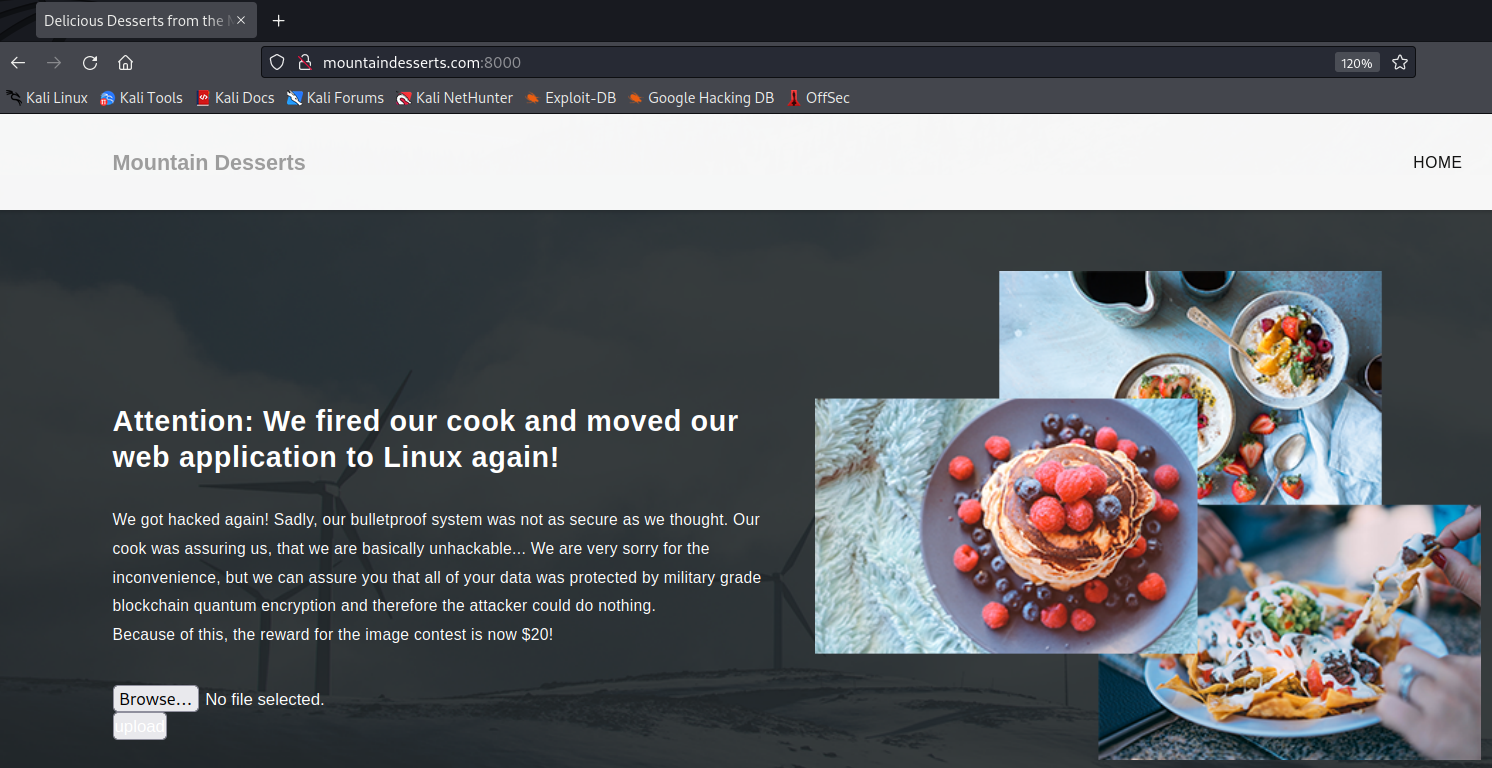 Delicious Desserts from the M
mountaindesserts.com:8000
120%
Kali Linux Kali Tools Kali Docs Kali Forums Kali NetHunter Exploit-DB Google Hacking DB OffSec
Mountain Desserts
HOME
Attention: We fired our cook and moved our
web application to Linux again!
We got hacked again! Sadly, our bulletproof system was not as secure as we thought. Our
cook was assuring us, that we are basically unhackable... We are very sorry for the
inconvenience, but we can assure you that all of your data was protected by military grade
blockchain quantum encryption and therefore the attacker could do nothing.
Because of this, the reward for the image contest is now $20!
Browse... No file selected.
upload